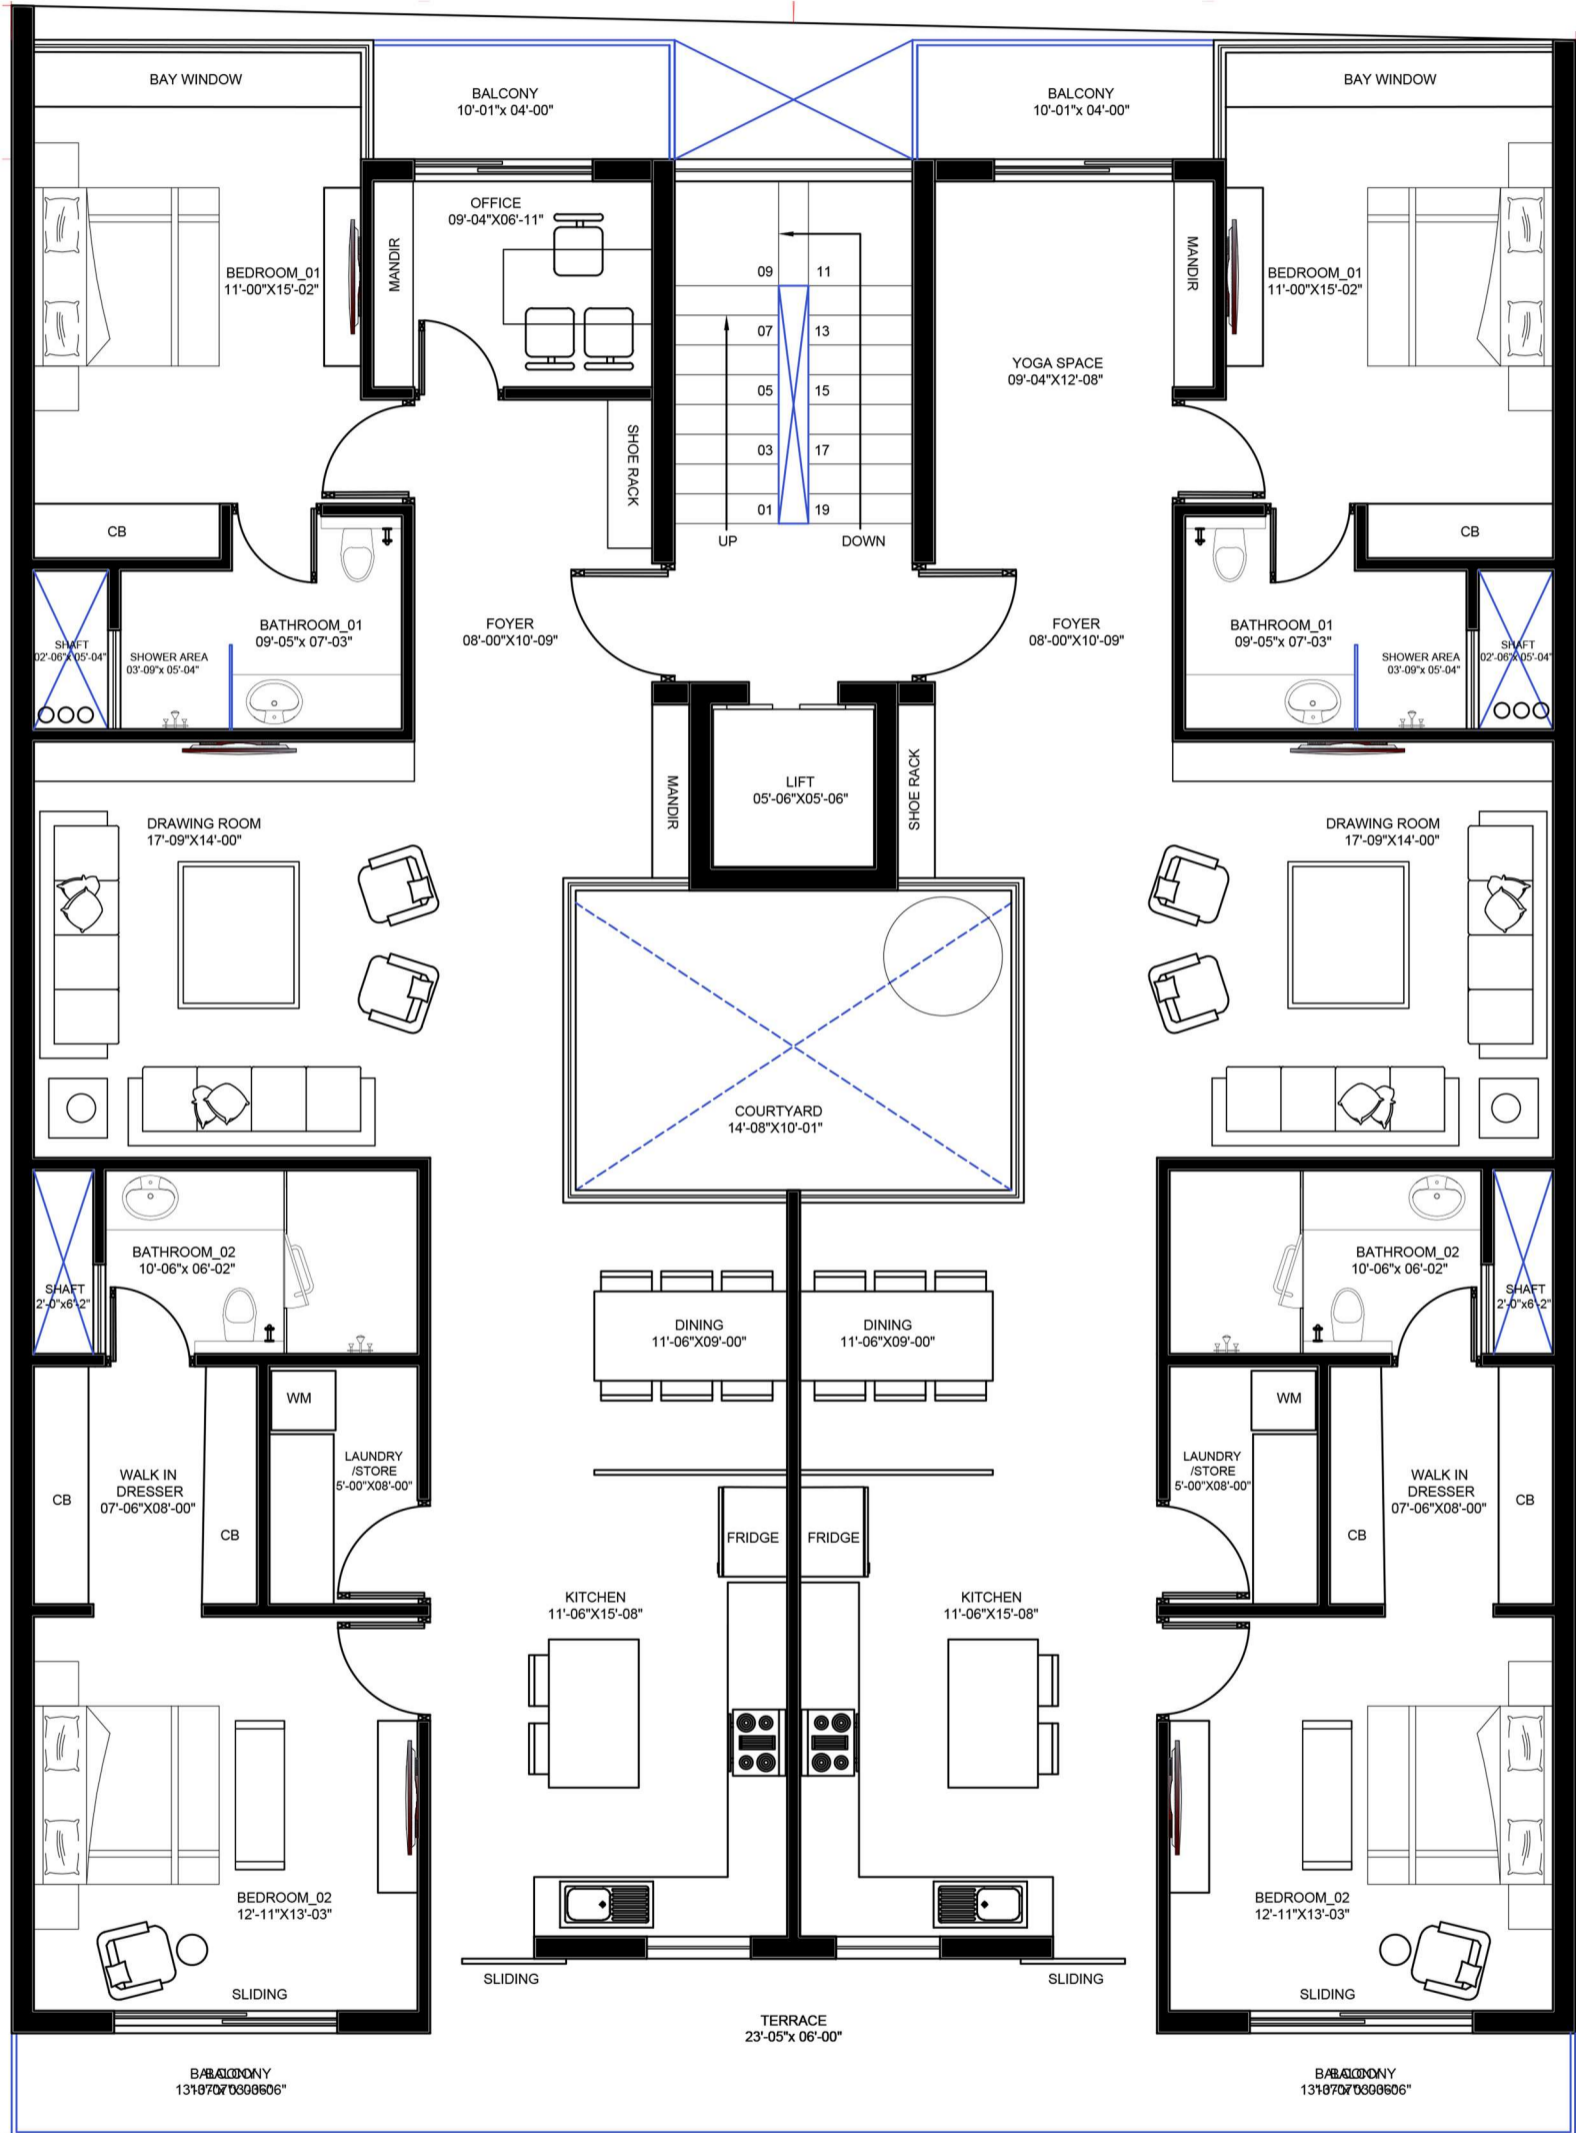 BAY WINDOW
BALCONY
10'-01"x 04'-00"
BALCONY
10'-01"x 04'-00"
BAY WINDOW
OFFICE
09'-04"X06'-11"
MANDIR
BEDROOM_01
11'-00"X15'-02"
09
11
07
13
05
15
03
17
01
19
UP
DOWN
MANDIR
BEDROOM_01
11'-00"X15'-02"
YOGA SPACE
09'-04"X12'-08"
SHOE RACK
CB
CB
FOYER
08'-00"X10'-09"
FOYER
08'-00"X10'-09"
BATHROOM_01
09'-05"x 07'-03"
BATHROOM_01
09'-05"x 07'-03"
SHAFT
02'-06"x 05'-04"
SHOWER AREA
03'-09"x 05'-04"
SHOWER AREA
03'-09"x 05'-04"
SHAFT
02'-06"x 05'-04"
MANDIR
LIFT
05'-06"X05'-06"
SHOE RACK
DRAWING ROOM
17'-09"X14'-00"
DRAWING ROOM
17'-09"X14'-00"
COURTYARD
14'-08"X10'-01"
BATHROOM_02
10'-06"x 06'-02"
BATHROOM_02
10'-06"x 06'-02"
SHAFT
2'-0"x6'-2"
SHAFT
2'-0"x6'-2"
DINING
11'-06"X09'-00"
DINING
11'-06"X09'-00"
WM
WM
LAUNDRY
/STORE
5'-00"X08'-00"
LAUNDRY
/STORE
5'-00"X08'-00"
WALK IN
DRESSER
07'-06"X08'-00"
WALK IN
DRESSER
07'-06"X08'-00"
CB
CB
CB
CB
FRIDGE
FRIDGE
KITCHEN
11'-06"X15'-08"
KITCHEN
11'-06"X15'-08"
BEDROOM_02
12'-11"X13'-03"
BEDROOM_02
12'-11"X13'-03"
SLIDING
SLIDING
SLIDING
SLIDING
TERRACE
23'-05"x 06'-00"
BALCONY
BALCONY